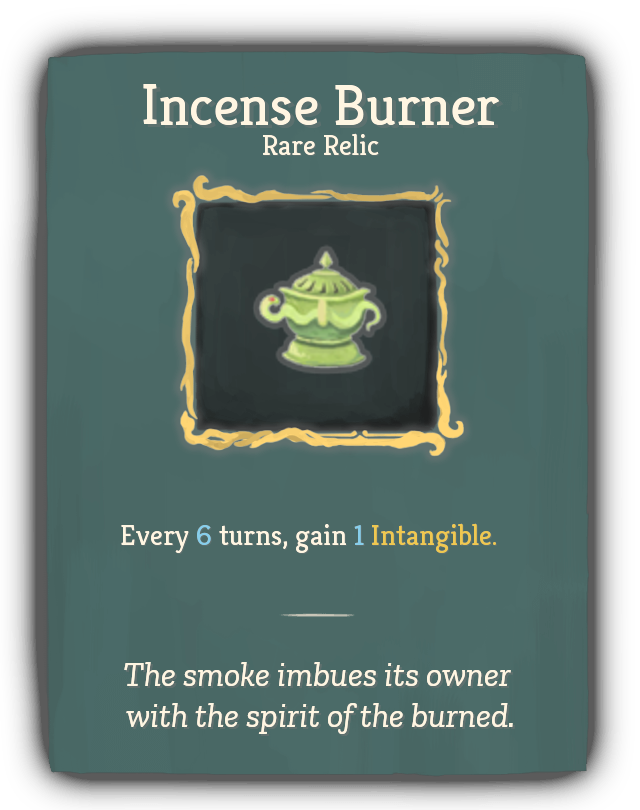 Incense Burner
Rare Relic
Every 6 turns, gain 1 Intangible.
The smoke imbues its owner
with the spirit of the burned.